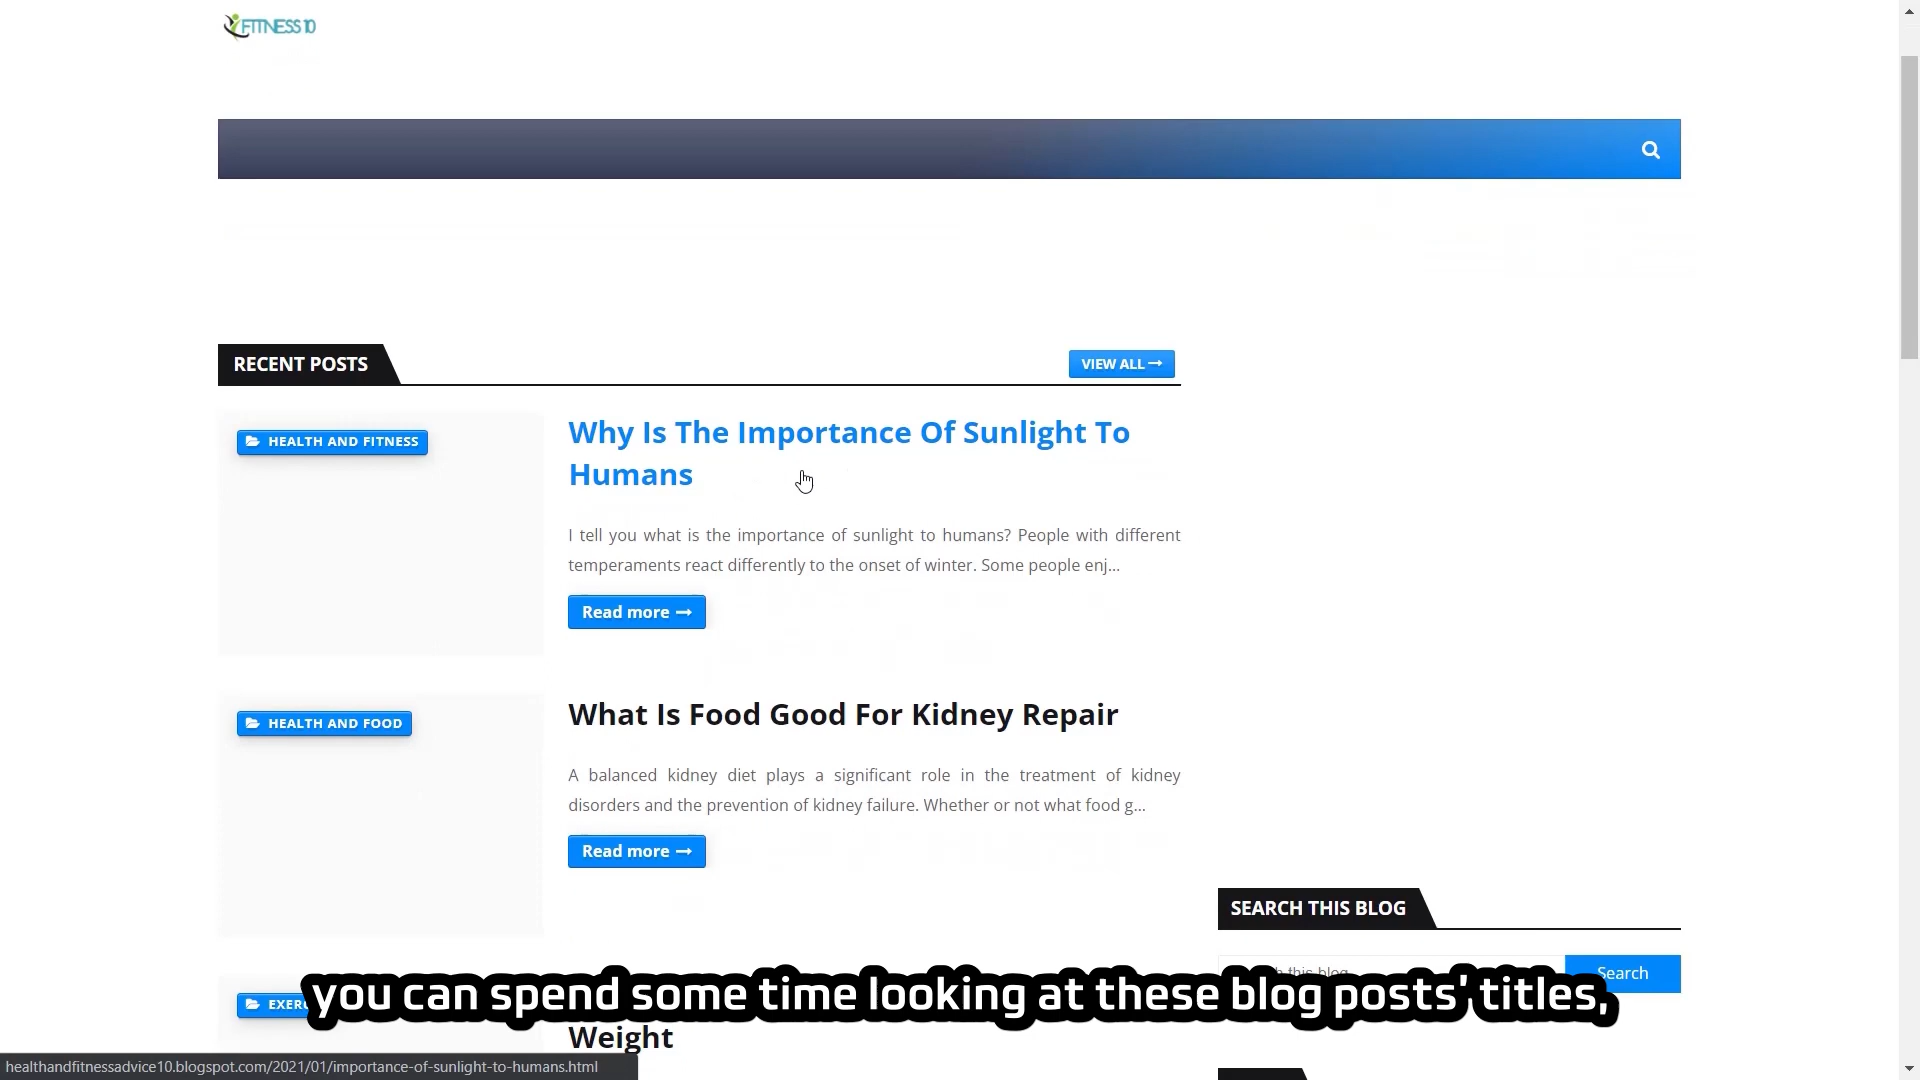 FITNESS 10
RECENT POSTS
VIEW ALL
HEALTH AND FITNESS
Why Is The Importance Of Sunlight To
Humans
I tell you what is the importance of sunlight to humans? People with different
temperaments react differently to the onset of winter. Some people enj...
Read more
HEALTH AND FOOD
What Is Food Good For Kidney Repair
A balanced kidney diet plays a significant role in the treatment of kidney
disorders and the prevention of kidney failure. Whether or not what food g...
Read more
SEARCH THIS BLOG
this blog
Search
you can spend some time looking at these blog posts' titles,
Weight
healthandfitnessadvice10.blogspot.com/2021/01/importance-of-sunlight-to-humans.html